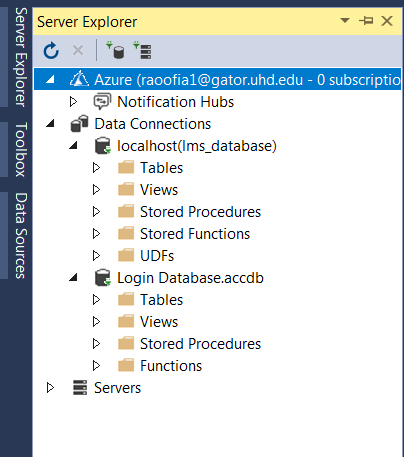 Server Explorer
Toolbox
Data Sources
Server Explorer
Azure (raoofia1@gator.uhd.edu - 0 subscriptio
Notification Hubs
Data Connections
localhost(lms_database)
Tables
Views
Stored Procedures
Stored Functions
UDFs
Login Database.accdb
Tables
Views
Stored Procedures
Functions
Servers